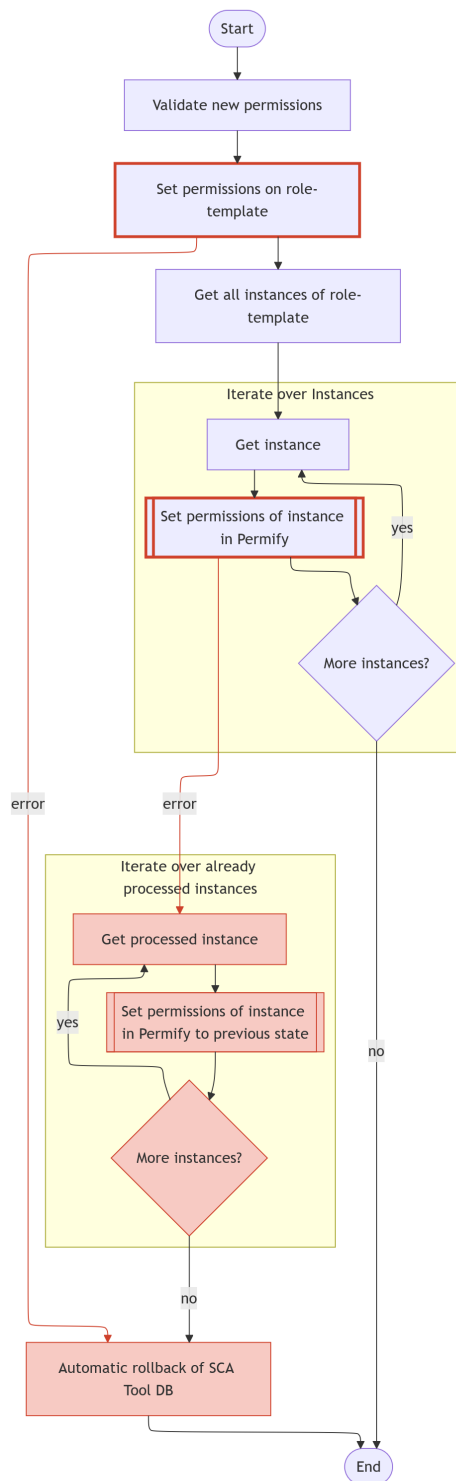 Start
Validate new permissions
Set permissions on role-
template
Get all instances of role-
template
Iterate over Instances
Get instance
Set permissions of instance
in Permify
yes
More instances?
error
error
Iterate over already
processed instances
Get processed instance
Set permissions of instance
in Permify to previous state
yes
no
More instances?
no
Automatic rollback of SCA
Tool DB
End